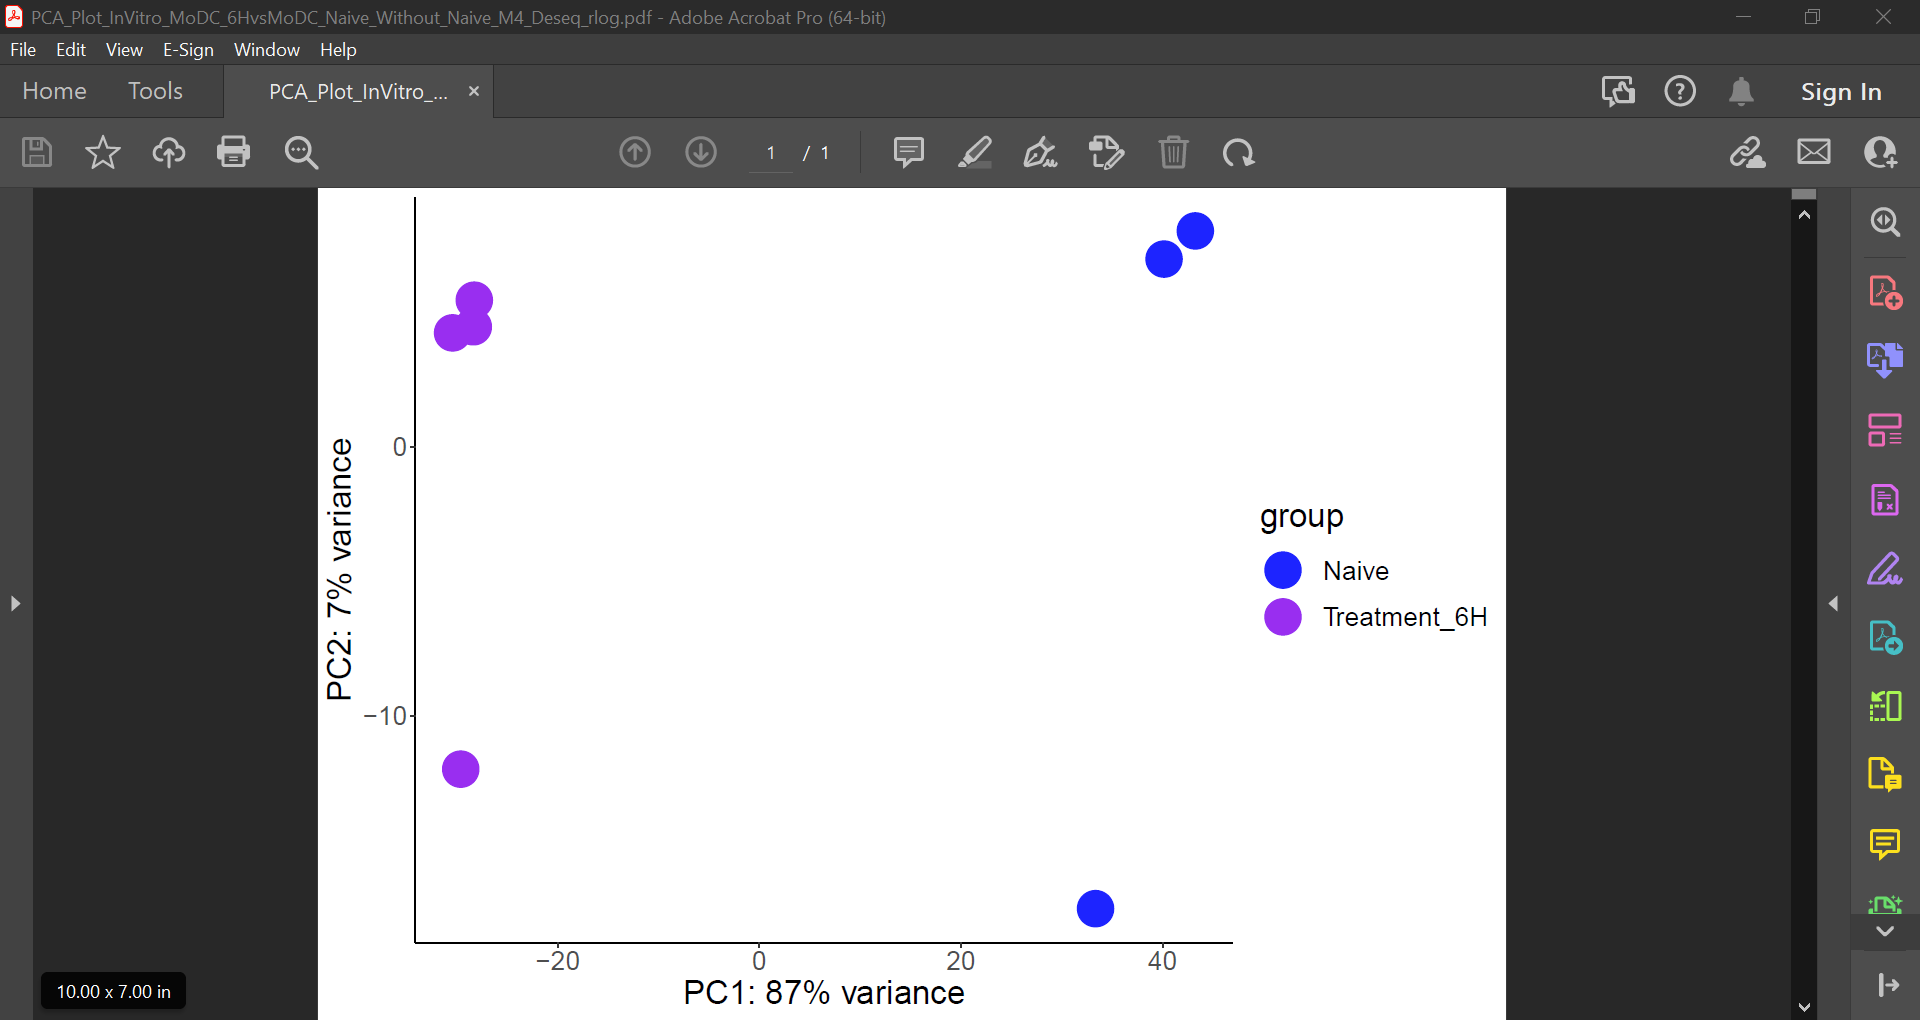 PCA_Plot_InVitro_MoDC_6HvsMoDC_Naive_Without_Naive_M4_Deseq_rlog.pdf - Adobe Acrobat Pro (64-bit)
File Edit View E-Sign Window Help
Home Tools PCA_Plot_InVitro_... × Sign In
1 / 1
0
−10
PC2: 7% variance
group
Naive
Treatment_6H
−20 0 20 40
PC1: 87% variance
10.00 x 7.00 in